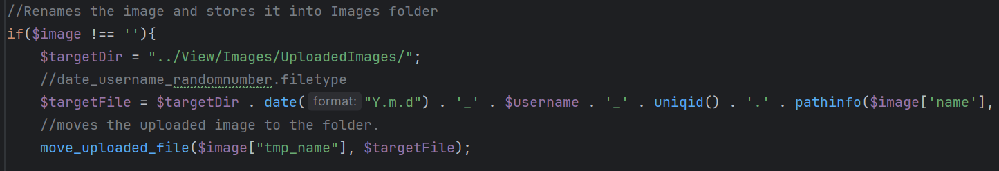 //Renames the image and stores it into Images folder
if($image !== ''){
    $targetDir = "../View/Images/UploadedImages/";
    //date_username_randomnumber.filetype
    $targetFile = $targetDir . date( format: "Y.m.d") . '_' . $username . '_' . uniqid() . '.' . pathinfo($image['name'],
    //moves the uploaded image to the folder.
    move_uploaded_file($image["tmp_name"], $targetFile);